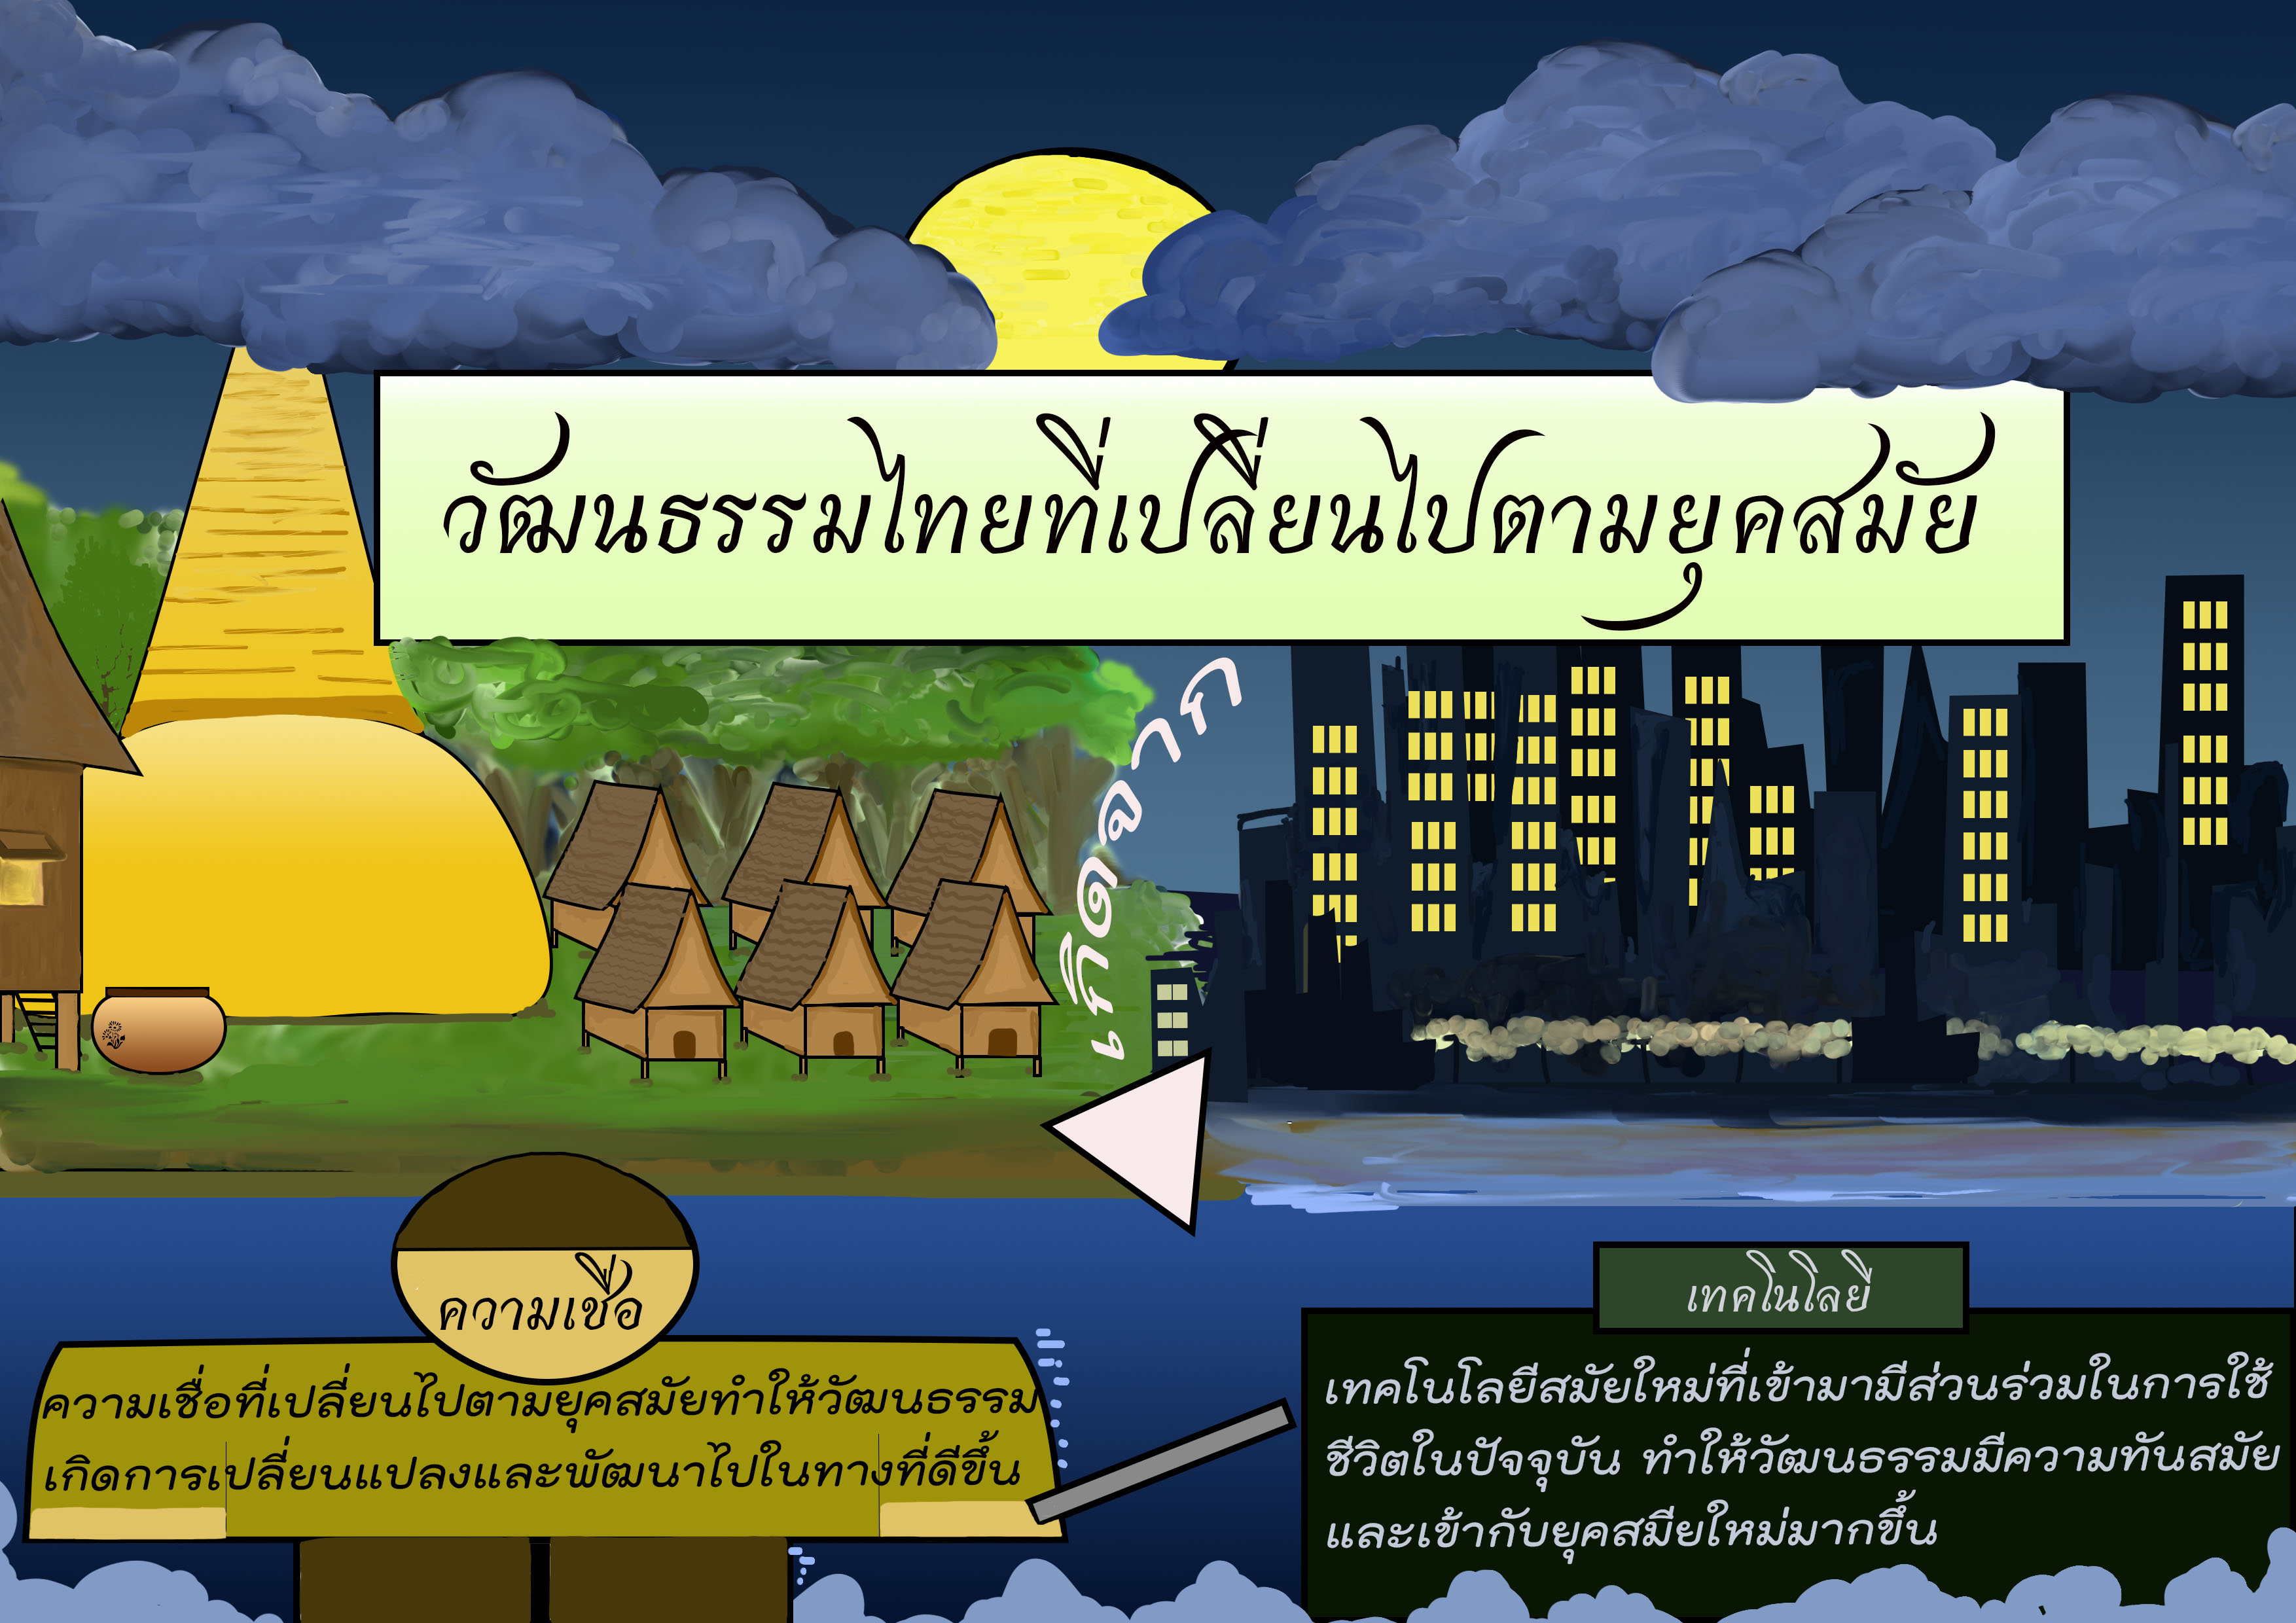 วัฒนธรรมไทยที่เปลี่ยนไปตามยุคสมัย
เกิดจาก
ความเชื่อ
ความเชื่อที่เปลี่ยนไปตามยุคสมัยทำให้วัฒนธรรม
เกิดการเปลี่ยนแปลงและพัฒนาไปในทางที่ดีขึ้น
เทคโนโลยี
เทคโนโลยีสมัยใหม่ที่เข้ามามีส่วนร่วมในการใช้
ชีวิตในปัจจุบัน ทำให้วัฒนธรรมมีความทันสมัย
และเข้ากับยุคสมียใหม่มากขึ้น